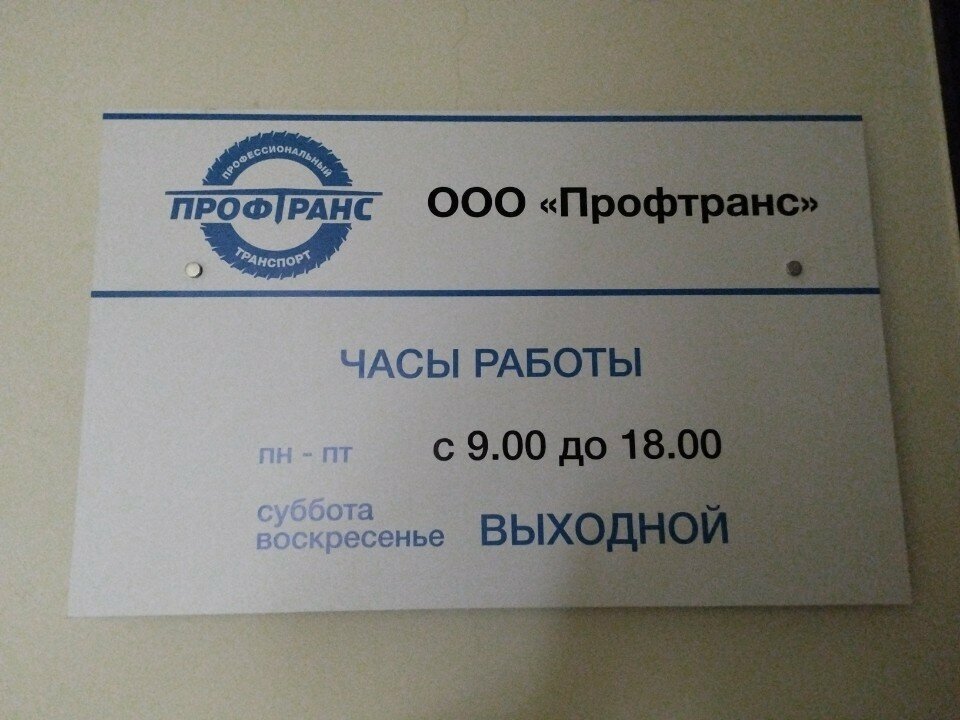 ПРОФЕССИОНАЛЬНЫЙ
ПРОФТРАНС
ТРАНСПОРТ
ООО «Профтранс»
ЧАСЫ РАБОТЫ
пн - пт с 9.00 до 18.00
суббота
воскресенье ВЫХОДНОЙ